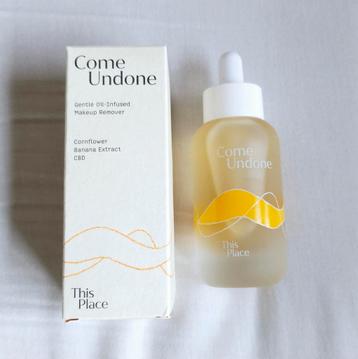 Come
Undone
Gentle Oil-Infused
Makeup Remover
Cornflower
Banana Extract
CBD
This
Place
Come
Undone
This
Place